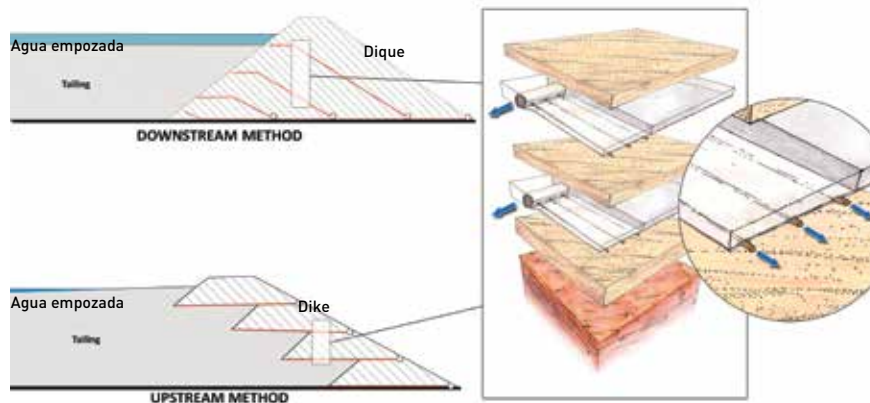 Agua empozada
Dique
Tailing
DOWNSTREAM METHOD
Agua empozada
Dike
Tailing
UPSTREAM METHOD